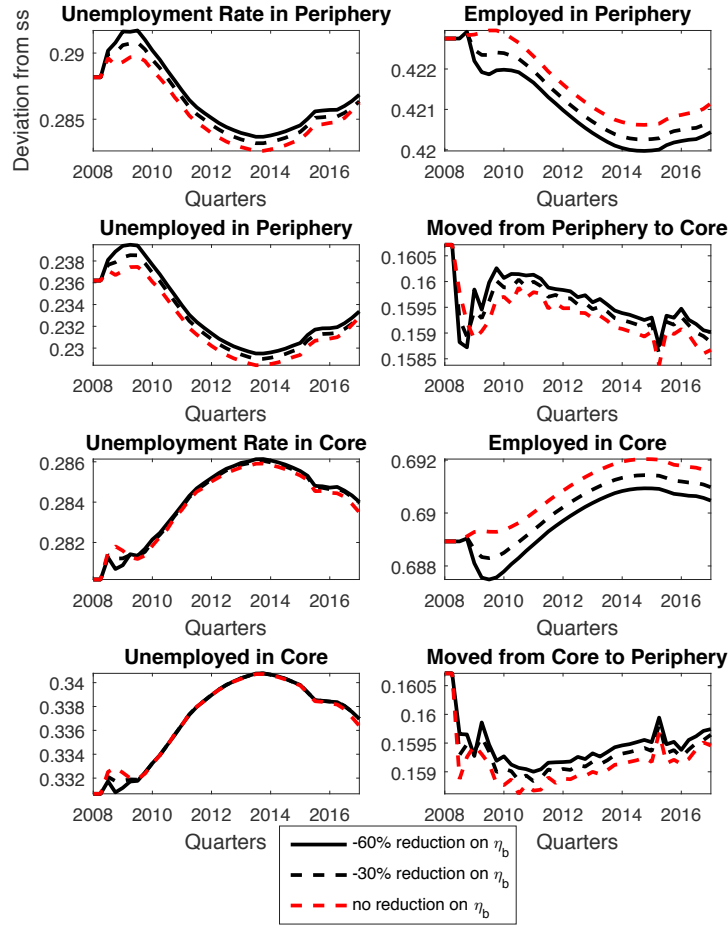 Unemployment Rate in Periphery
Employed in Periphery
Deviation from ss
0.29
0.285
0.422
0.421
0.42
2008 2010 2012 2014 2016
2008 2010 2012 2014 2016
Quarters
Quarters
Unemployed in Periphery
Moved from Periphery to Core
0.238
0.236
0.232
0.23
0.1605
0.16
0.1595
0.159
0.1585
2008 2010 2012 2014 2016
2008 2010 2012 2014 2016
Quarters
Quarters
Unemployment Rate in Core
Employed in Core
0.286
0.284
0.282
0.692
0.69
0.688
2008 2010 2012 2014 2016
2008 2010 2012 2014 2016
Quarters
Quarters
Unemployed in Core
Moved from Core to Periphery
0.34
0.338
0.336
0.334
0.332
0.1605
0.16
0.1595
0.159
2008 2010 2012 2014 2016
2008 2010 2012 2014 2016
Quarters
Quarters
-60% reduction on η_b
-30% reduction on η_b
no reduction on η_b